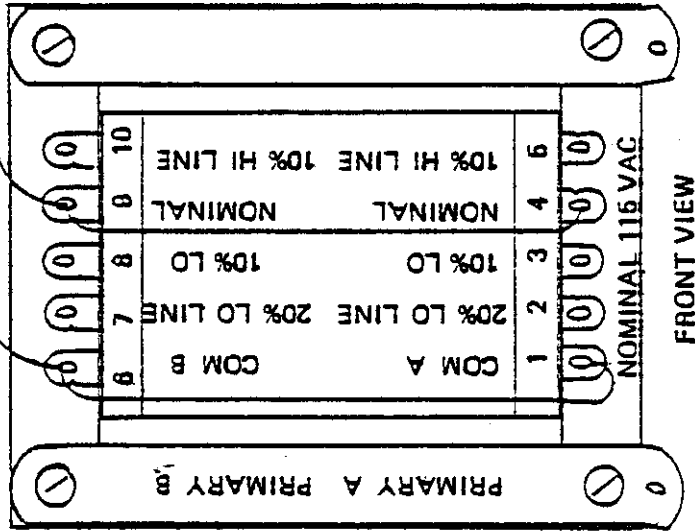 PRIMARY A PRIMARY B
1 COM A COM B 6
2 20% LO LINE 20% LO LINE 7
3 10% LO 10% LO 8
4 NOMINAL NOMINAL 9
5 10% HI LINE 10% HI LINE 10
NOMINAL 115 VAC
FRONT VIEW